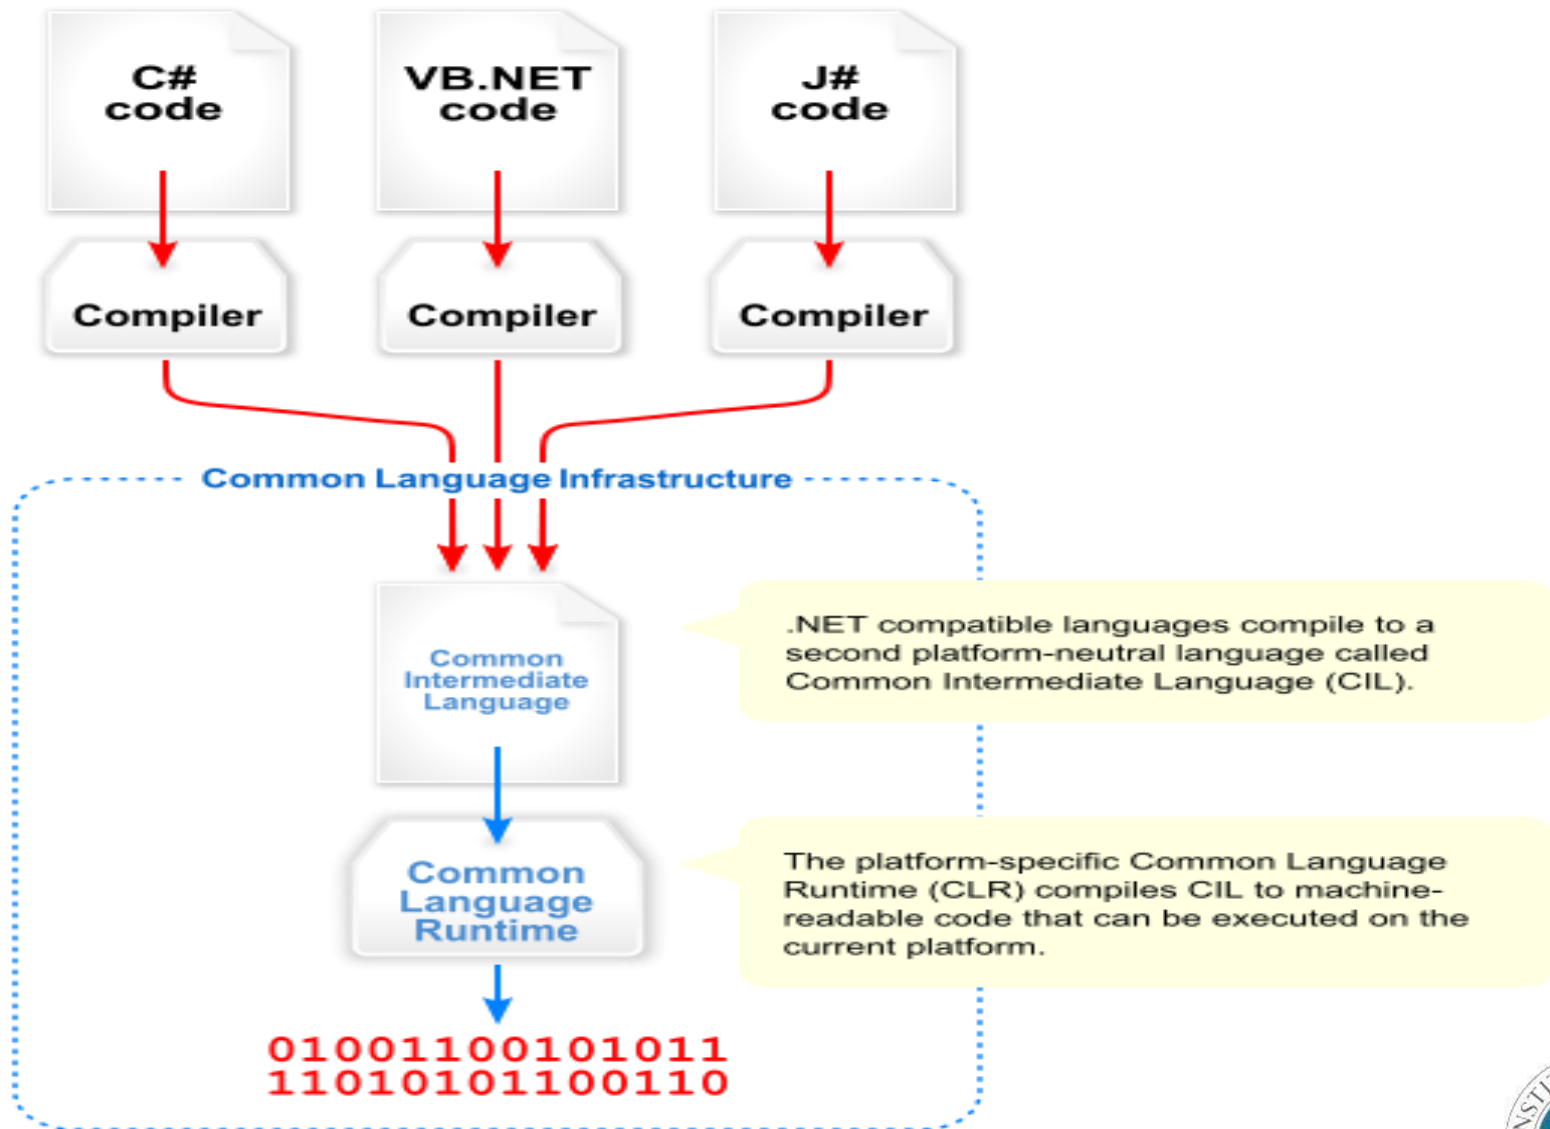 C#
code
VB.NET
code
J#
code
Compiler
Compiler
Compiler
Common Language Infrastructure
Common
Intermediate
Language
.NET compatible languages compile to a
second platform-neutral language called
Common Intermediate Language (CIL).
Common
Language
Runtime
The platform-specific Common Language
Runtime (CLR) compiles CIL to machine-
readable code that can be executed on the
current platform.
01001100101011
11010101100110